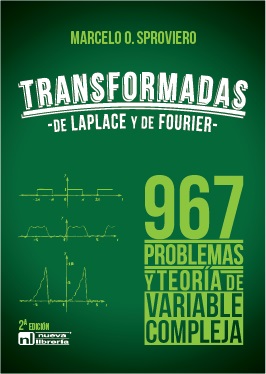 MARCELO O. SPROVIERO
TRANSFORMADAS
-DE LAPLACE Y DE FOURIER-
967
PROBLEMAS
Y TEORÍA DE
VARIABLE
COMPLEJA
2ª EDICIÓN
nueva
librería